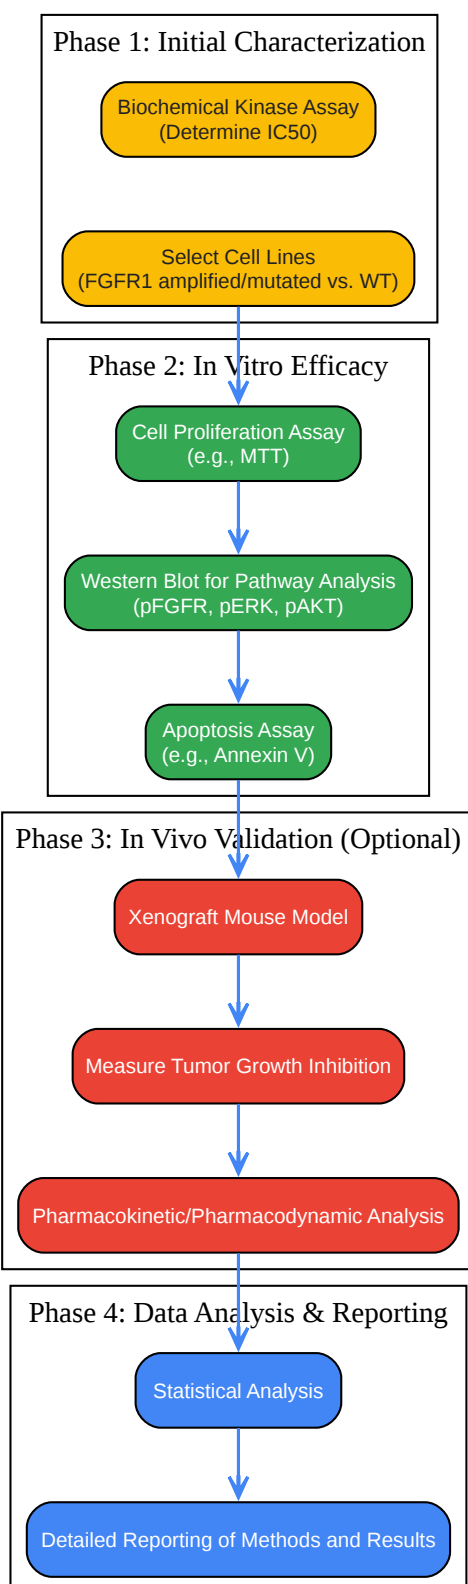 Phase 1: Initial Characterization
Biochemical Kinase Assay
(Determine IC50)
Select Cell Lines
(FGFR1 amplified/mutated vs. WT)
Phase 2: In Vitro Efficacy
Cell Proliferation Assay
(e.g., MTT)
Western Blot for Pathway Analysis
(pFGFR, pERK, pAKT)
Apoptosis Assay
(e.g., Annexin V)
Phase 3: In Vivo Validation (Optional)
Xenograft Mouse Model
Measure Tumor Growth Inhibition
Pharmacokinetic/Pharmacodynamic Analysis
Phase 4: Data Analysis & Reporting
Statistical Analysis
Detailed Reporting of Methods and Results